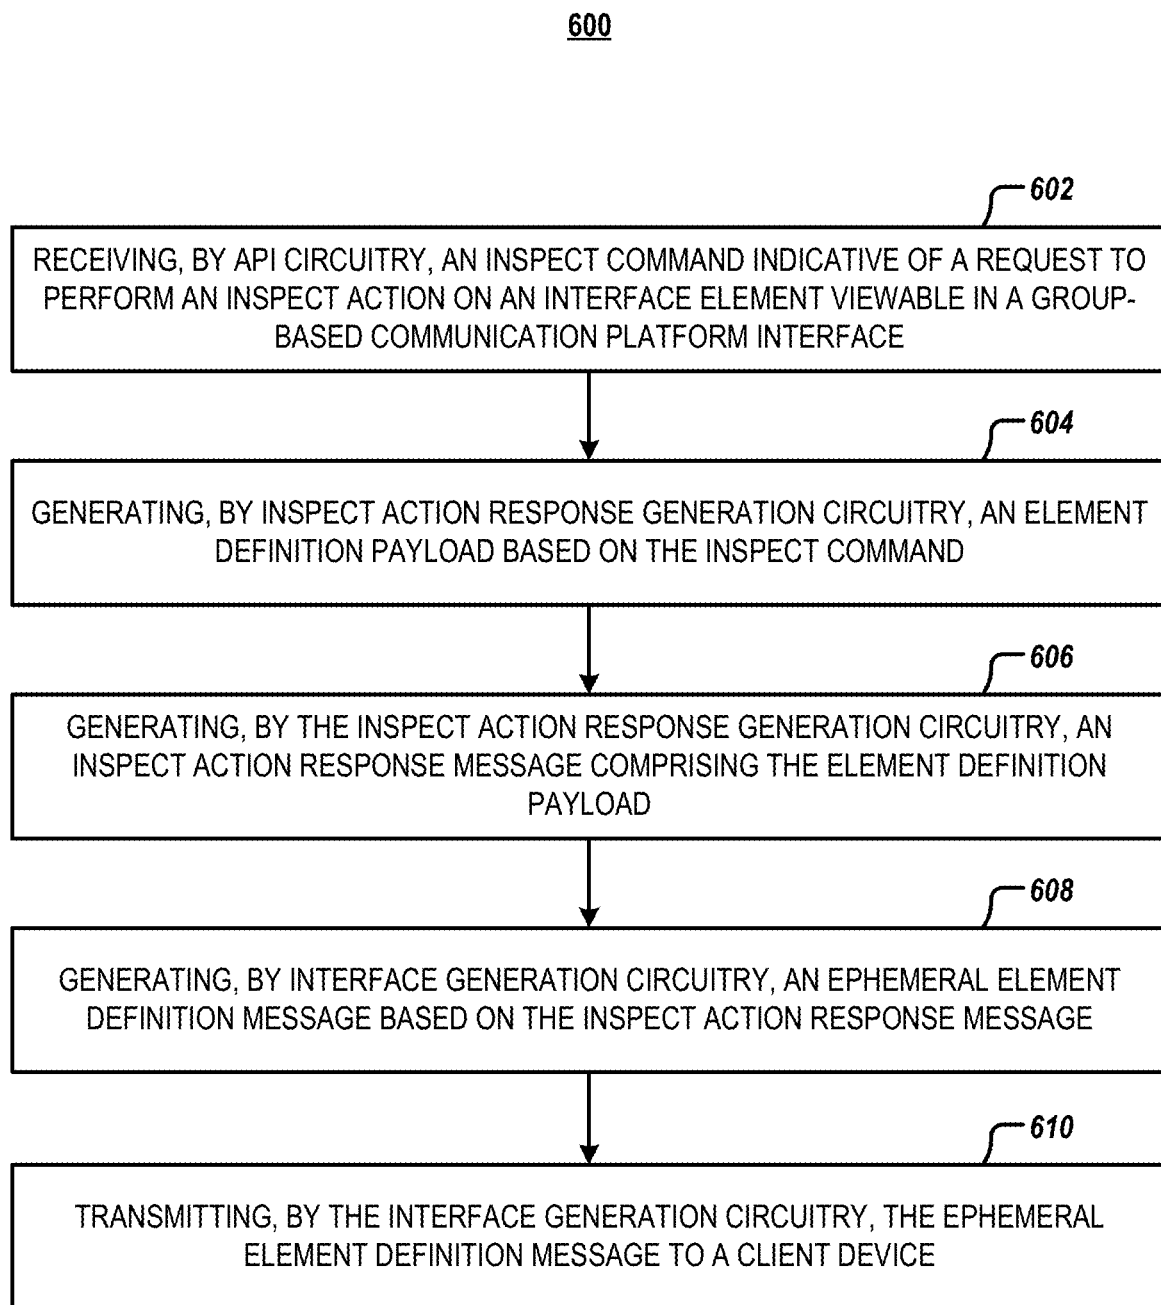 600
602
RECEIVING, BY API CIRCUITRY, AN INSPECT COMMAND INDICATIVE OF A REQUEST TO
PERFORM AN INSPECT ACTION ON AN INTERFACE ELEMENT VIEWABLE IN A GROUP-
BASED COMMUNICATION PLATFORM INTERFACE
604
GENERATING, BY INSPECT ACTION RESPONSE GENERATION CIRCUITRY, AN ELEMENT
DEFINITION PAYLOAD BASED ON THE INSPECT COMMAND
606
GENERATING, BY THE INSPECT ACTION RESPONSE GENERATION CIRCUITRY, AN
INSPECT ACTION RESPONSE MESSAGE COMPRISING THE ELEMENT DEFINITION
PAYLOAD
608
GENERATING, BY INTERFACE GENERATION CIRCUITRY, AN EPHEMERAL ELEMENT
DEFINITION MESSAGE BASED ON THE INSPECT ACTION RESPONSE MESSAGE
610
TRANSMITTING, BY THE INTERFACE GENERATION CIRCUITRY, THE EPHEMERAL
ELEMENT DEFINITION MESSAGE TO A CLIENT DEVICE